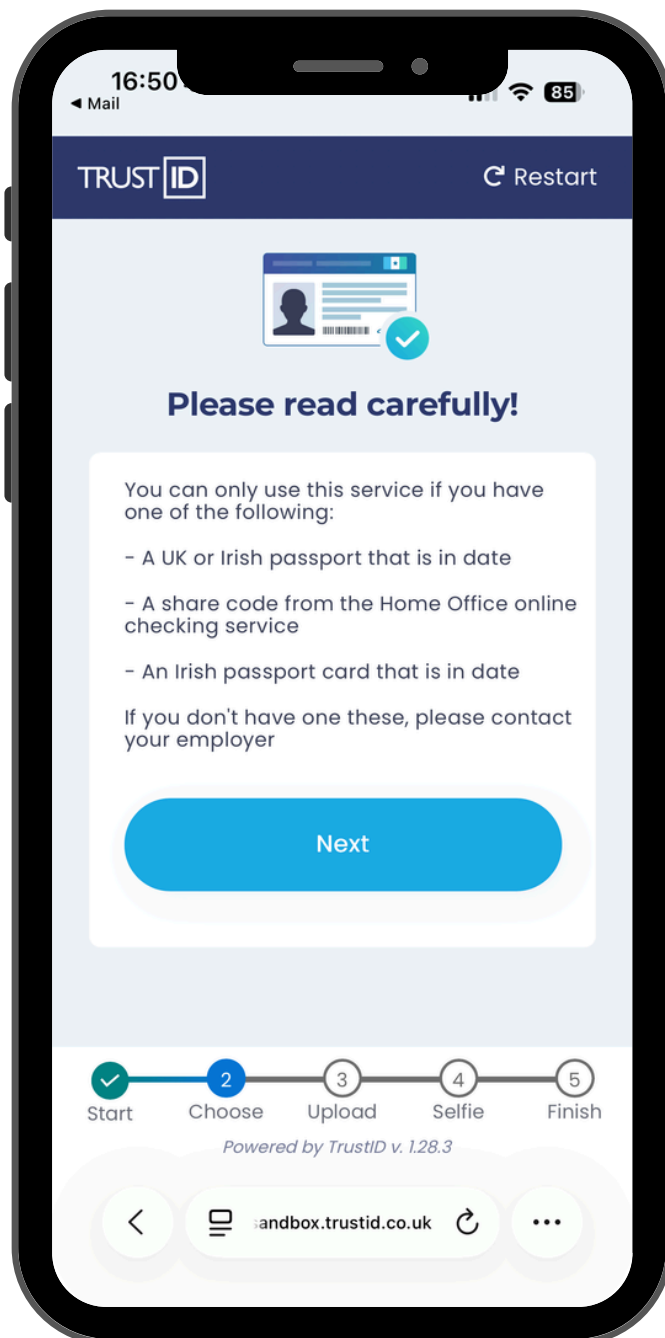 16:50
◀ Mail
85
TRUST ID
Restart
Please read carefully!
You can only use this service if you have
one of the following:
- A UK or Irish passport that is in date
- A share code from the Home Office online
checking service
- An Irish passport card that is in date
If you don't have one these, please contact
your employer
Next
2
3
4
5
Start
Choose
Upload
Selfie
Finish
Powered by TrustID v. 1.28.3
andbox.trustid.co.uk